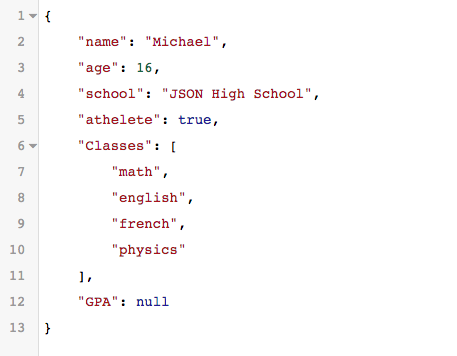 1 {
2 "name": "Michael",
3 "age": 16,
4 "school": "JSON High School",
5 "athelete": true,
6 "Classes": [
7 "math",
8 "english",
9 "french",
10 "physics"
11 ],
12 "GPA": null
13 }